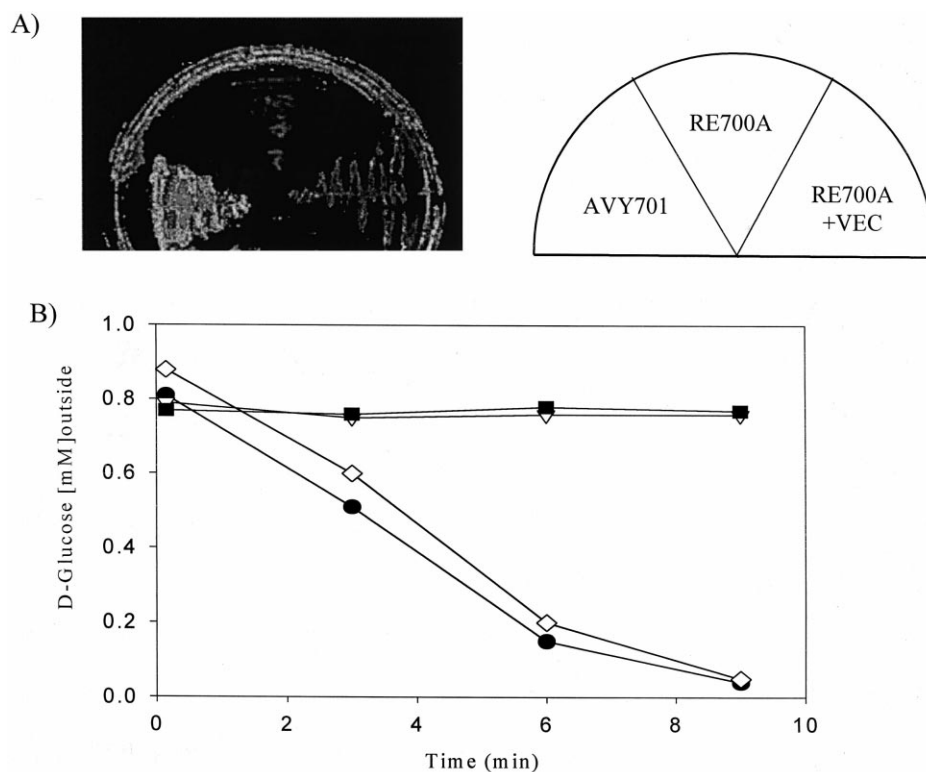 A)
RE700A
AVY701
RE700A
+VEC
B)
D-Glucose [mM]outside
1.0
0.8
0.6
0.4
0.2
0.0
0 2 4 6 8 10
Time (min)